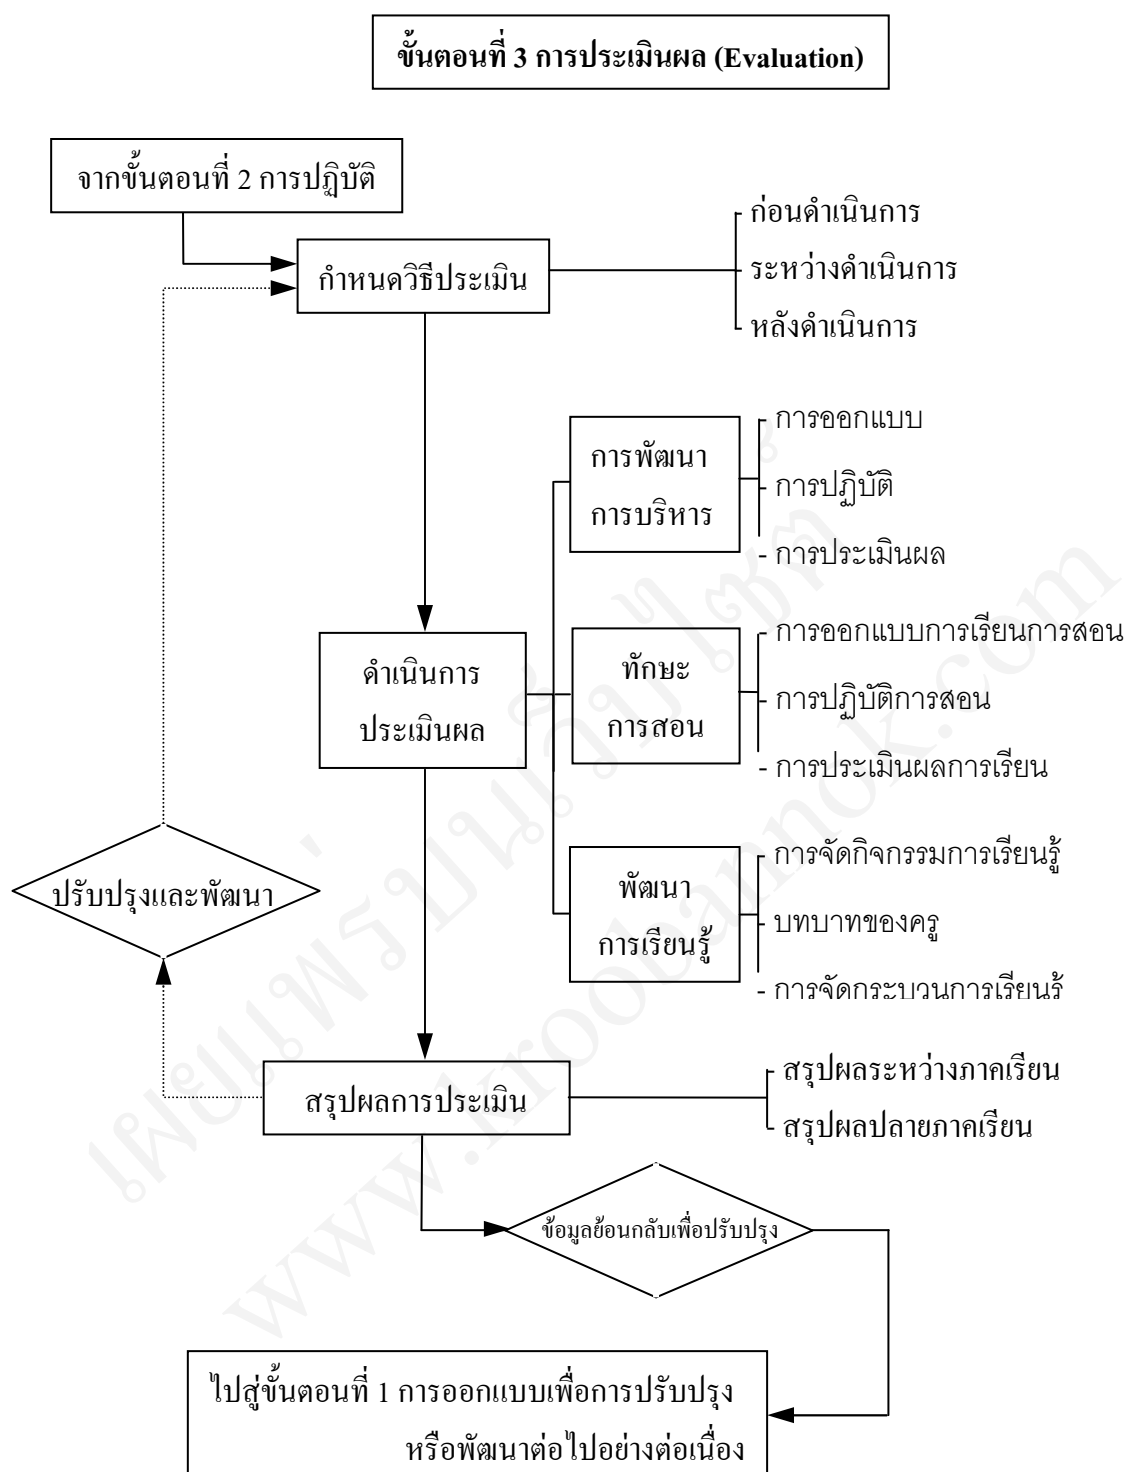 ขั้นตอนที่ 3 การประเมินผล (Evaluation)
จากขั้นตอนที่ 2 การปฏิบัติ
กำหนดวิธีประเมิน
- ก่อนดำเนินการ
- ระหว่างดำเนินการ
- หลังดำเนินการ
การพัฒนา
การบริหาร
- การออกแบบ
- การปฏิบัติ
- การประเมินผล
ดำเนินการ
ประเมินผล
ทักษะ
การสอน
- การออกแบบการเรียนการสอน
- การปฏิบัติการสอน
- การประเมินผลการเรียน
ปรับปรุงและพัฒนา
พัฒนา
การเรียนรู้
- การจัดกิจกรรมการเรียนรู้
- บทบาทของครู
- การจัดกระบวนการเรียนรู้
สรุปผลการประเมิน
- สรุปผลระหว่างภาคเรียน
- สรุปผลปลายภาคเรียน
ข้อมูลย้อนกลับเพื่อปรับปรุง
ไปสู่ขั้นตอนที่ 1 การออกแบบเพื่อการปรับปรุง
หรือพัฒนาต่อไปอย่างต่อเนื่อง
เผยแพร่บนเว็บไซต์
www.kroobannok.com